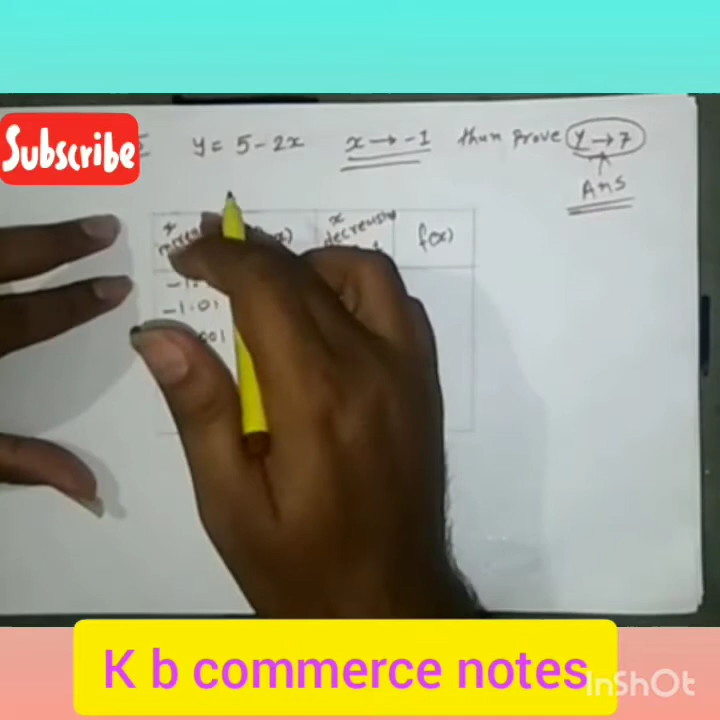 Subscribe
y = 5 - 2x x → -1 then prove y → 7
Ans
x
x
decreasing
f(x)
-1.01
K b commerce notes
InShOt